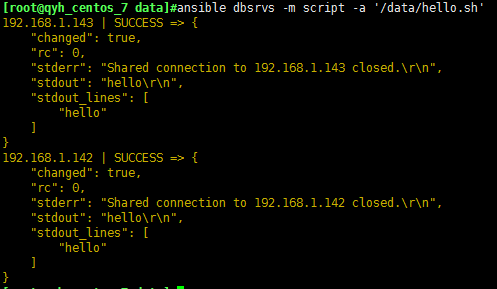 [root@qyh_centos_7 data]#ansible dbsrvs -m script -a '/data/hello.sh'
192.168.1.143 | SUCCESS => {
    "changed": true,
    "rc": 0,
    "stderr": "Shared connection to 192.168.1.143 closed.\r\n",
    "stdout": "hello\r\n",
    "stdout_lines": [
        "hello"
    ]
}
192.168.1.142 | SUCCESS => {
    "changed": true,
    "rc": 0,
    "stderr": "Shared connection to 192.168.1.142 closed.\r\n",
    "stdout": "hello\r\n",
    "stdout_lines": [
        "hello"
    ]
}